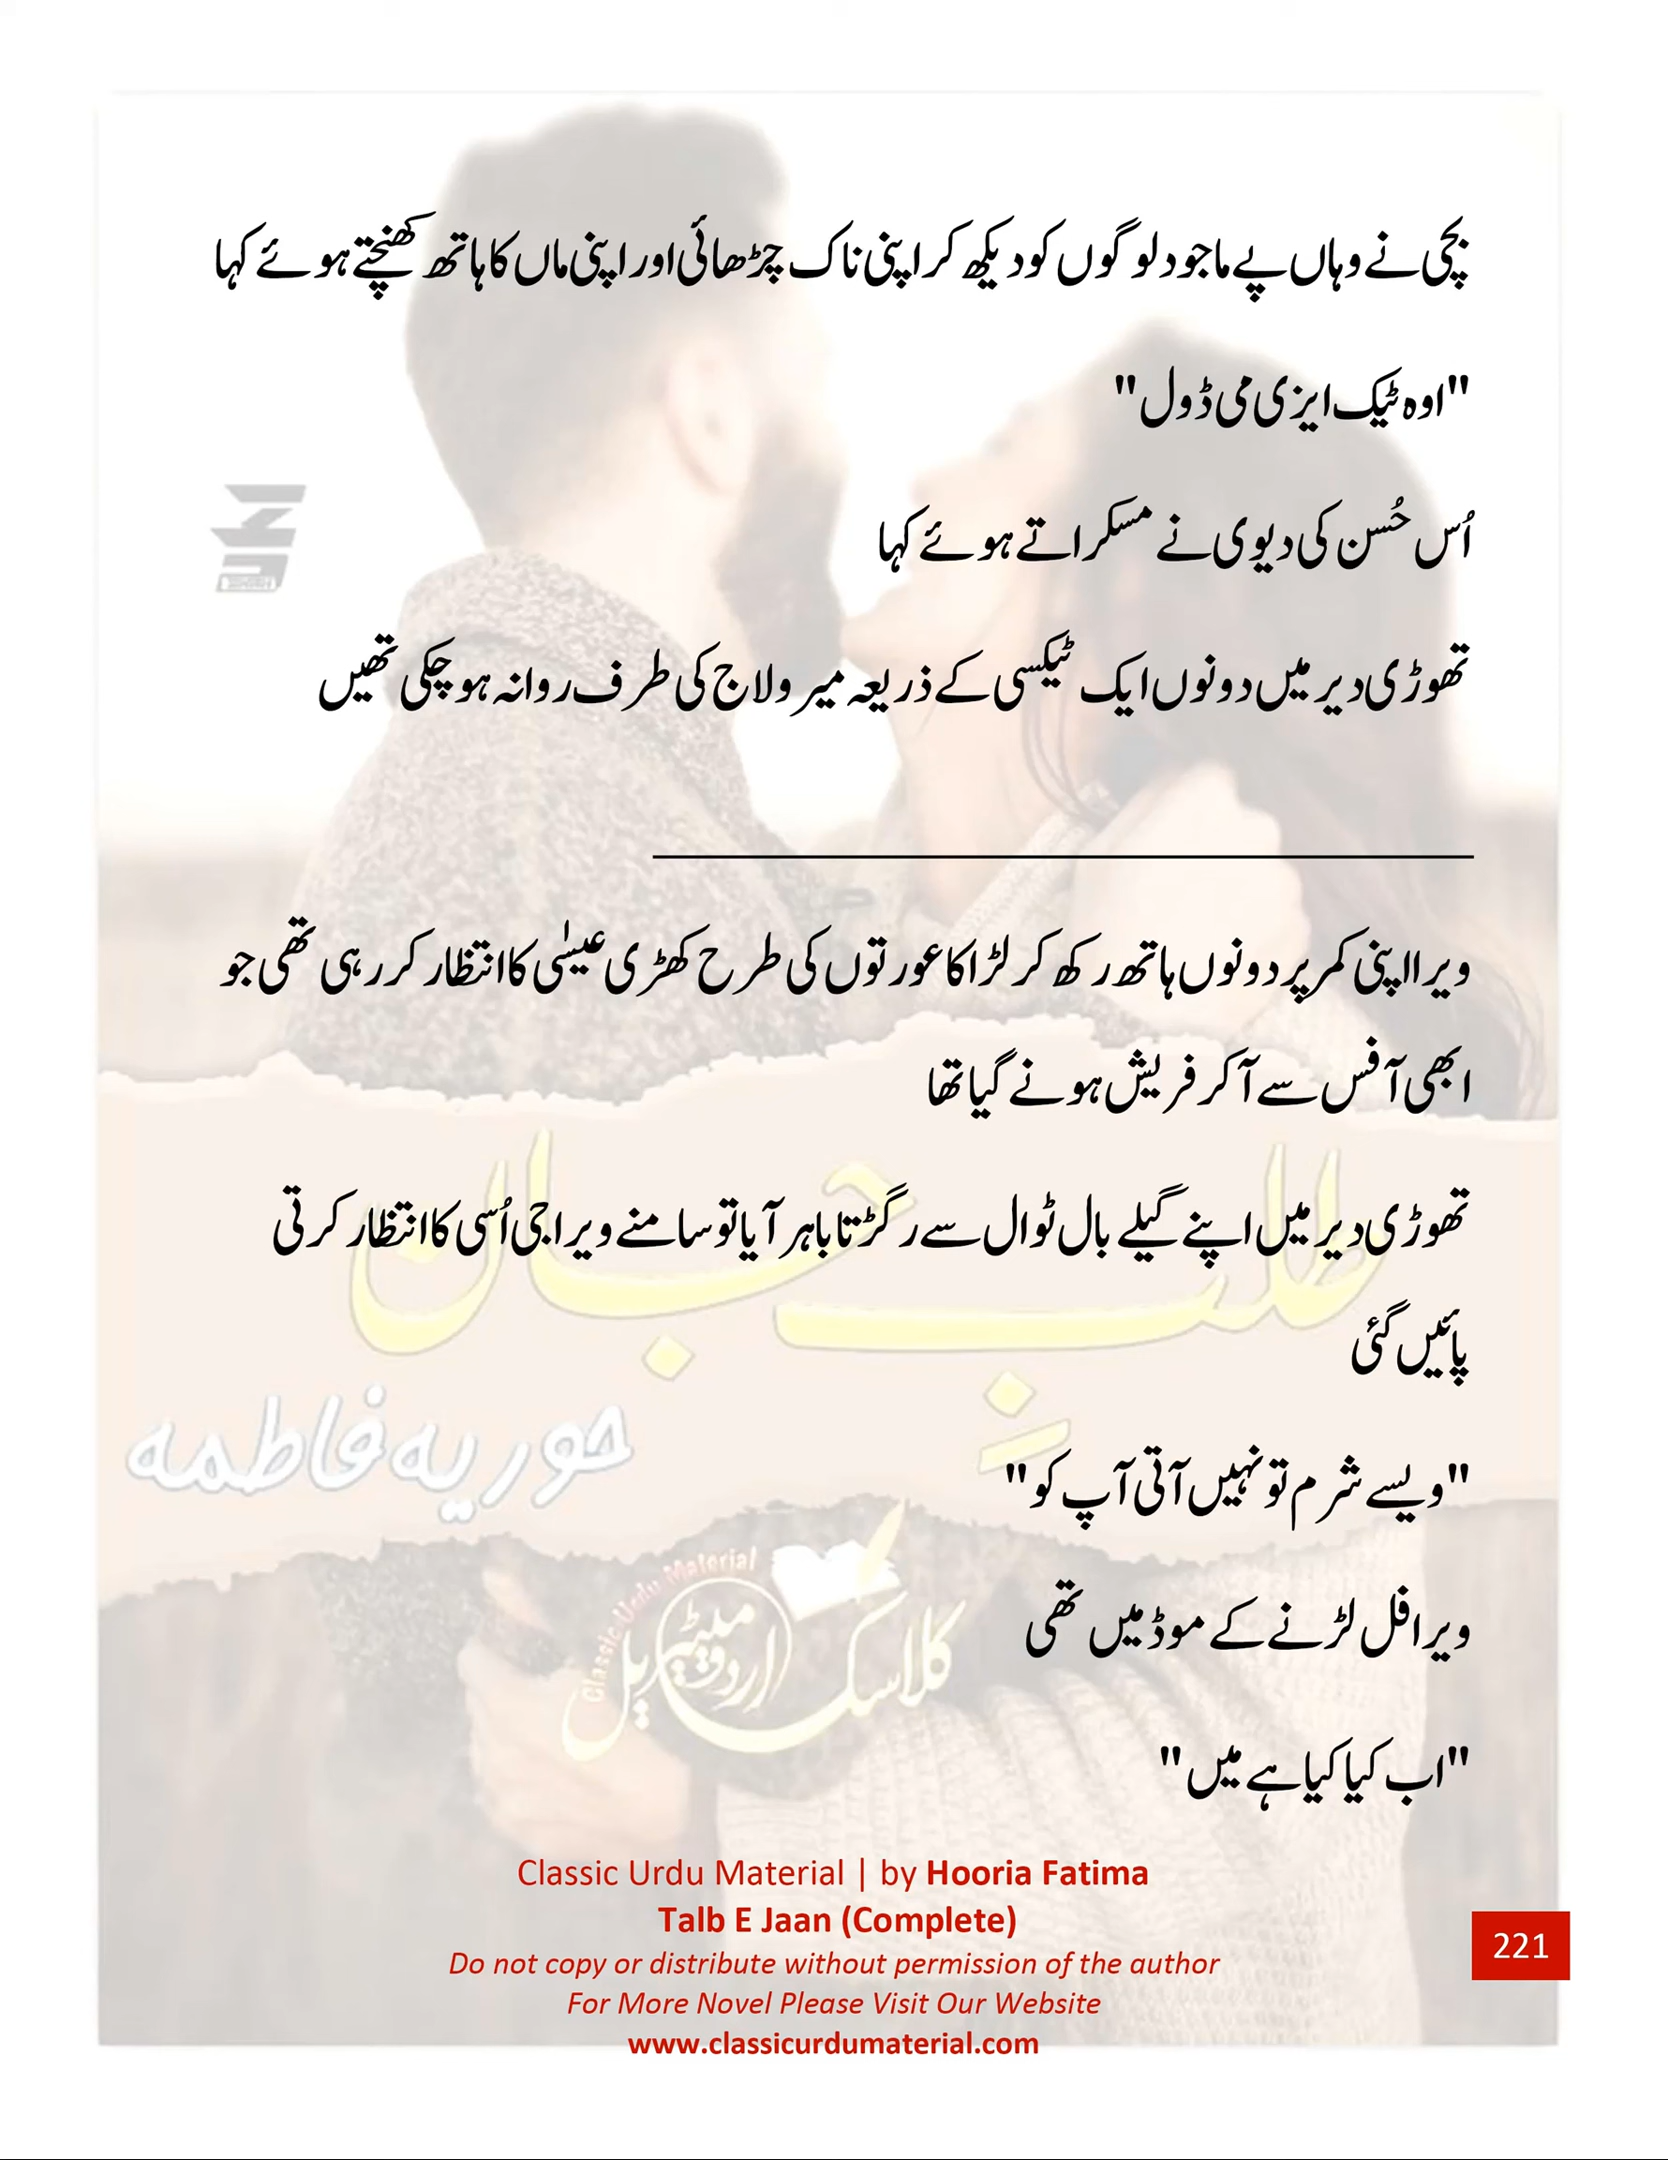 بچی نے وہاں پے ماجود لوگوں کو دیکھ کر اپنی ناک چڑھائی اور اپنی ماں کا ہاتھ کھنچتے ہوئے کہا
"اوہ ٹیک ایزی می ڈول"
اُس حُسن کی دیوی نے مسکراتے ہوئے کہا
تھوڑی دیر میں دونوں ایک ٹیکسی کے ذریعہ میر ولاج کی طرف روانہ ہو چکی تھیں
ویرا اپنی کمر پر دونوں ہاتھ رکھ کر لڑاکا عورتوں کی طرح کھڑی عیسٰی کا انتظار کر رہی تھی جو
ابھی آفس سے آکر فریش ہونے گیا تھا
تھوڑی دیر میں اپنے گیلے بال ٹوال سے رگڑتا باہر آیا تو سامنے ویرا جی اُسی کا انتظار کرتی
پائیں گئی
طلبِ جان
حوریہ فاطمہ
"ویسے شرم تو نہیں آتی آپ کو"
Classic Urdu Material
کلاسک اردو میٹیریل
ویرا فل لڑنے کے موڈ میں تھی
"اب کیا کیا ہے میں"
Classic Urdu Material | by Hooria Fatima
Talb E Jaan (Complete)
Do not copy or distribute without permission of the author
For More Novel Please Visit Our Website
www.classicurdumaterial.com
221